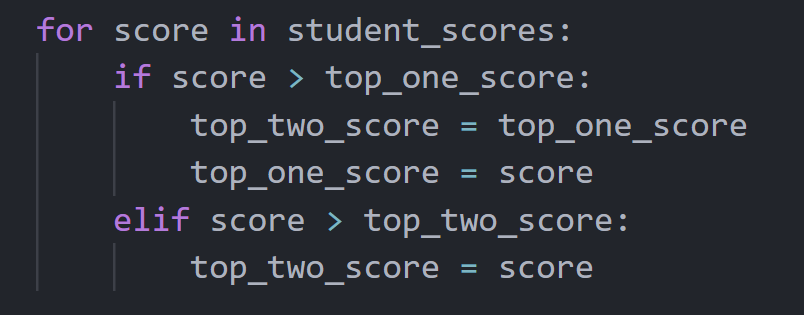 for score in student_scores:
    if score > top_one_score:
        top_two_score = top_one_score
        top_one_score = score
    elif score > top_two_score:
        top_two_score = score